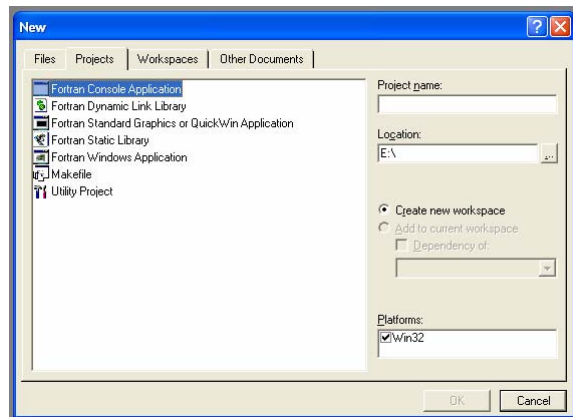 New
Files
Projects
Workspaces
Other Documents
Fortran Console Application
Fortran Dynamic Link Library
Fortran Standard Graphics or QuickWin Application
Fortran Static Library
Fortran Windows Application
Makefile
Utility Project
Project name:
Location:
E:\
...
Create new workspace
Add to current workspace
Dependency of:
Platforms:
Win32
OK
Cancel